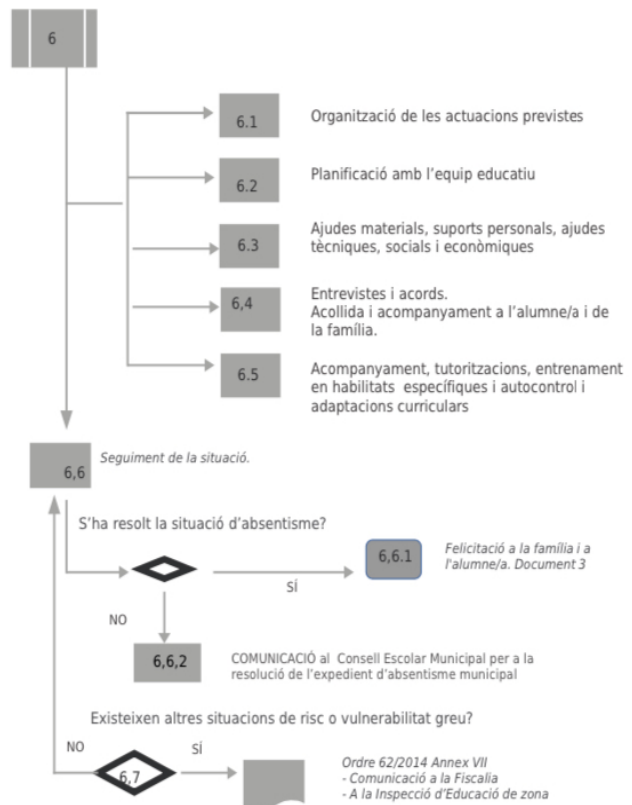 6
6.1
Organització de les actuacions previstes
6.2
Planificació amb l'equip educatiu
6.3
Ajudes materials, suports personals, ajudes
tècniques, socials i econòmiques
6,4
Entrevistes i acords.
Acollida i acompanyament a l'alumne/a i de
la família.
6.5
Acompanyament, tutoritzacions, entrenament
en habilitats específiques i autocontrol i
adaptacions curriculars
6,6
Seguiment de la situació.
S'ha resolt la situació d'absentisme?
6,6.1
Felicitació a la família i a
l'alumne/a. Document 3
SÍ
NO
6,6,2
COMUNICACIÓ al Consell Escolar Municipal per a la
resolució de l'expedient d'absentisme municipal
Existeixen altres situacions de risc o vulnerabilitat greu?
NO
6,7
SÍ
Ordre 62/2014 Annex VII
- Comunicació a la Fiscalia
- A la Inspecció d'Educació de zona